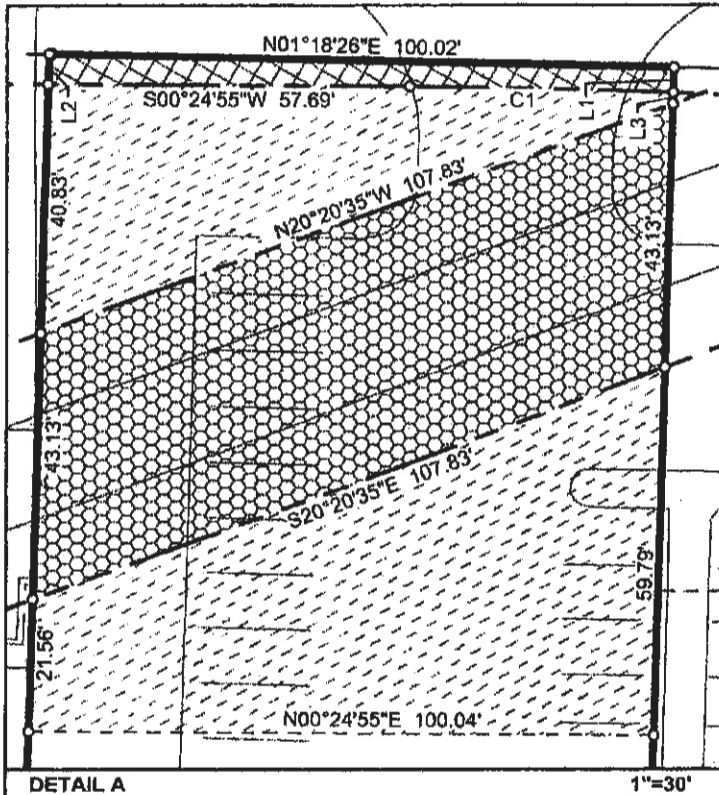 N01°18'26"E 100.02'
S00°24'55"W 57.69'
C1
L1
L2
L3
40.83'
N20°20'35"W 107.83'
43.13'
43.13'
S20°20'35"E 107.83'
59.79'
21.56'
N00°24'55"E 100.04'
DETAIL A
1"=30'